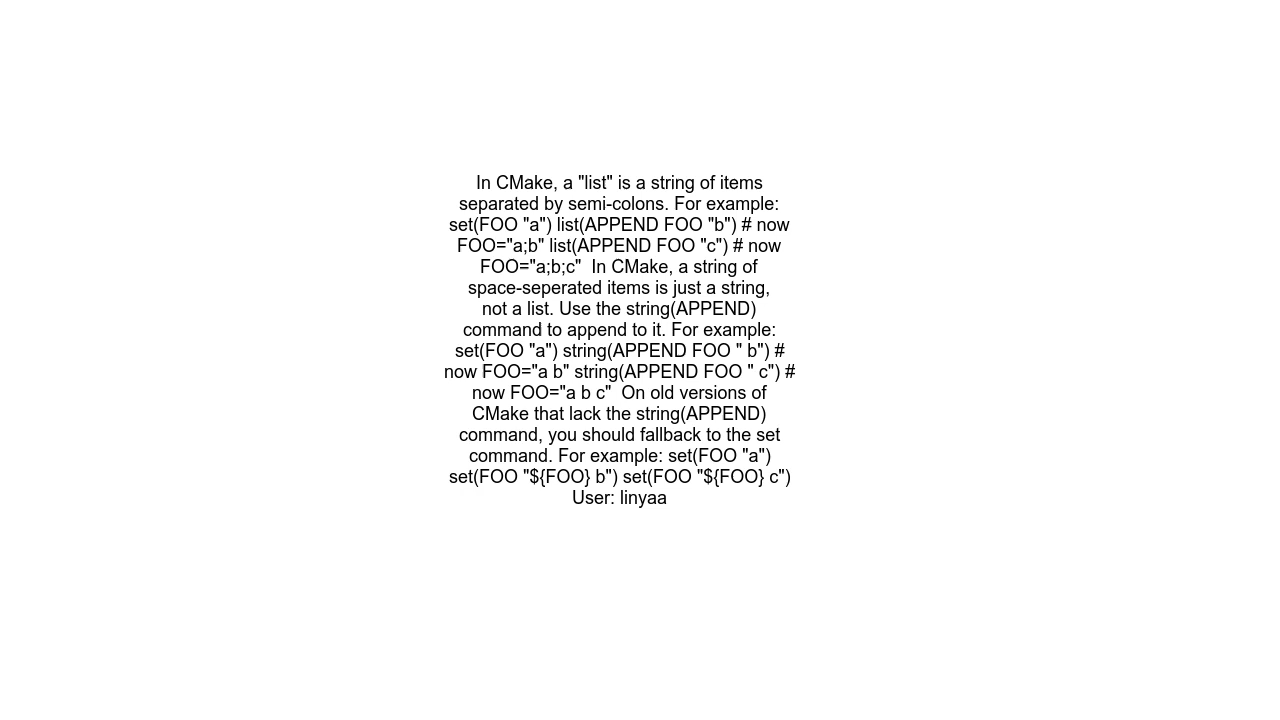 In CMake, a "list" is a string of items
separated by semi-colons. For example:
set(FOO "a") list(APPEND FOO "b") # now
FOO="a;b" list(APPEND FOO "c") # now
FOO="a;b;c"  In CMake, a string of
space-seperated items is just a string,
not a list. Use the string(APPEND)
command to append to it. For example:
set(FOO "a") string(APPEND FOO " b") #
now FOO="a b" string(APPEND FOO " c") #
now FOO="a b c"  On old versions of
CMake that lack the string(APPEND)
command, you should fallback to the set
command. For example: set(FOO "a")
set(FOO "${FOO} b") set(FOO "${FOO} c")
User: linyaa